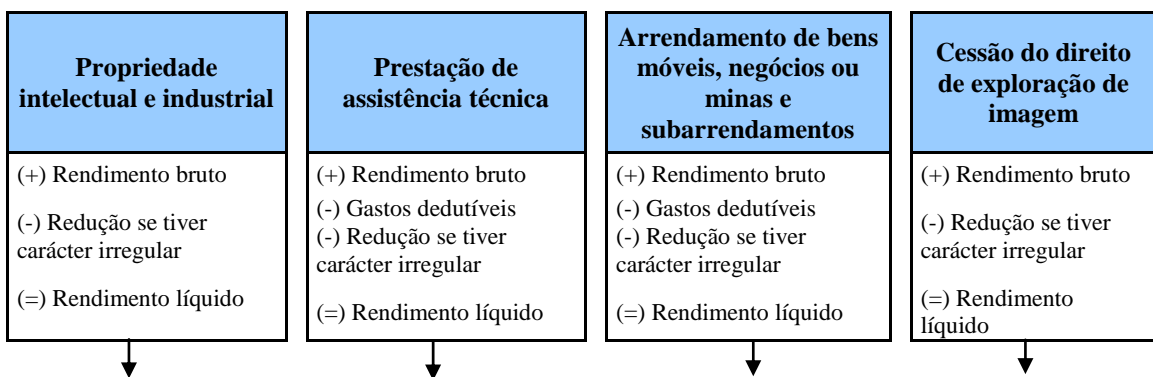 Propriedade
intelectual e industrial
(+) Rendimento bruto
(-) Redução se tiver
carácter irregular
(=) Rendimento líquido
Prestação de
assistência técnica
(+) Rendimento bruto
(-) Gastos dedutíveis
(-) Redução se tiver
carácter irregular
(=) Rendimento líquido
Arrendamento de bens
móveis, negócios ou
minas e
subarrendamentos
(+) Rendimento bruto
(-) Gastos dedutíveis
(-) Redução se tiver
carácter irregular
(=) Rendimento líquido
Cessão do direito
de exploração de
imagem
(+) Rendimento bruto
(-) Redução se tiver
carácter irregular
(=) Rendimento
líquido